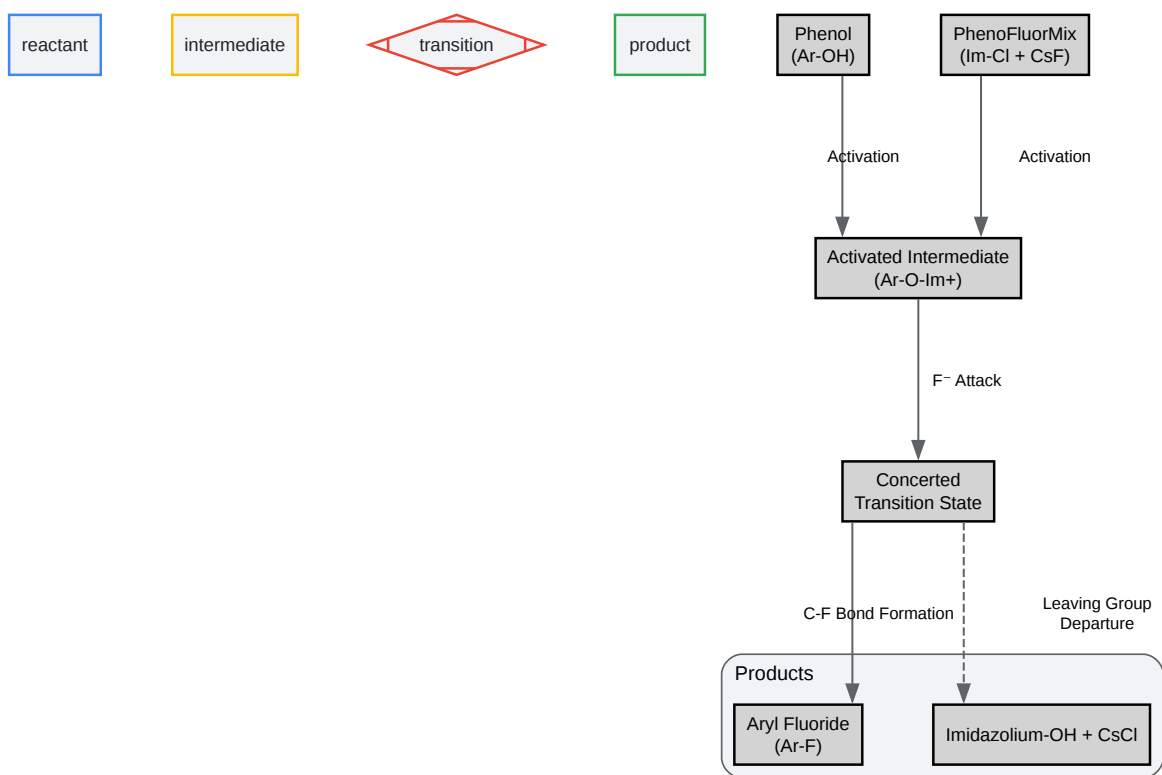 reactant
intermediate
transition
product
Phenol
(Ar-OH)
PhenoFluorMix
(Im-Cl + CsF)
Activation
Activation
Activated Intermediate
(Ar-O-Im+)
F⁻ Attack
Concerted
Transition State
C-F Bond Formation
Leaving Group
Departure
Products
Aryl Fluoride
(Ar-F)
Imidazolium-OH + CsCl